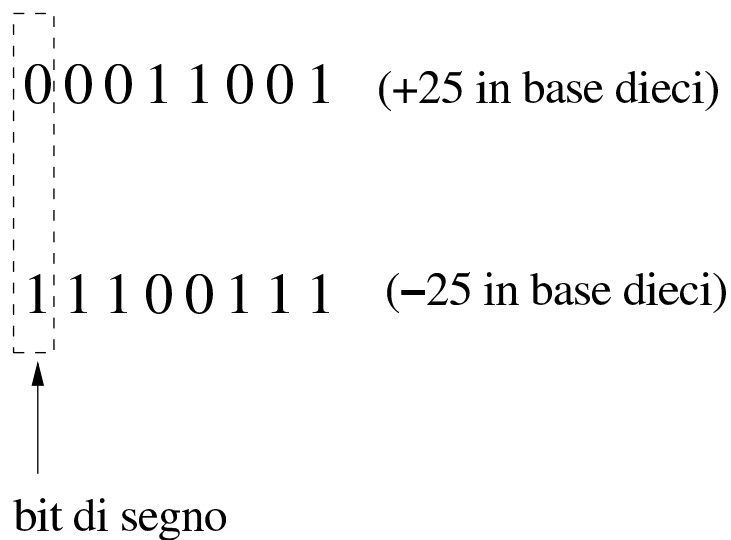 0 0 0 1 1 0 0 1 (+25 in base dieci)
1 1 1 0 0 1 1 1 (−25 in base dieci)
bit di segno